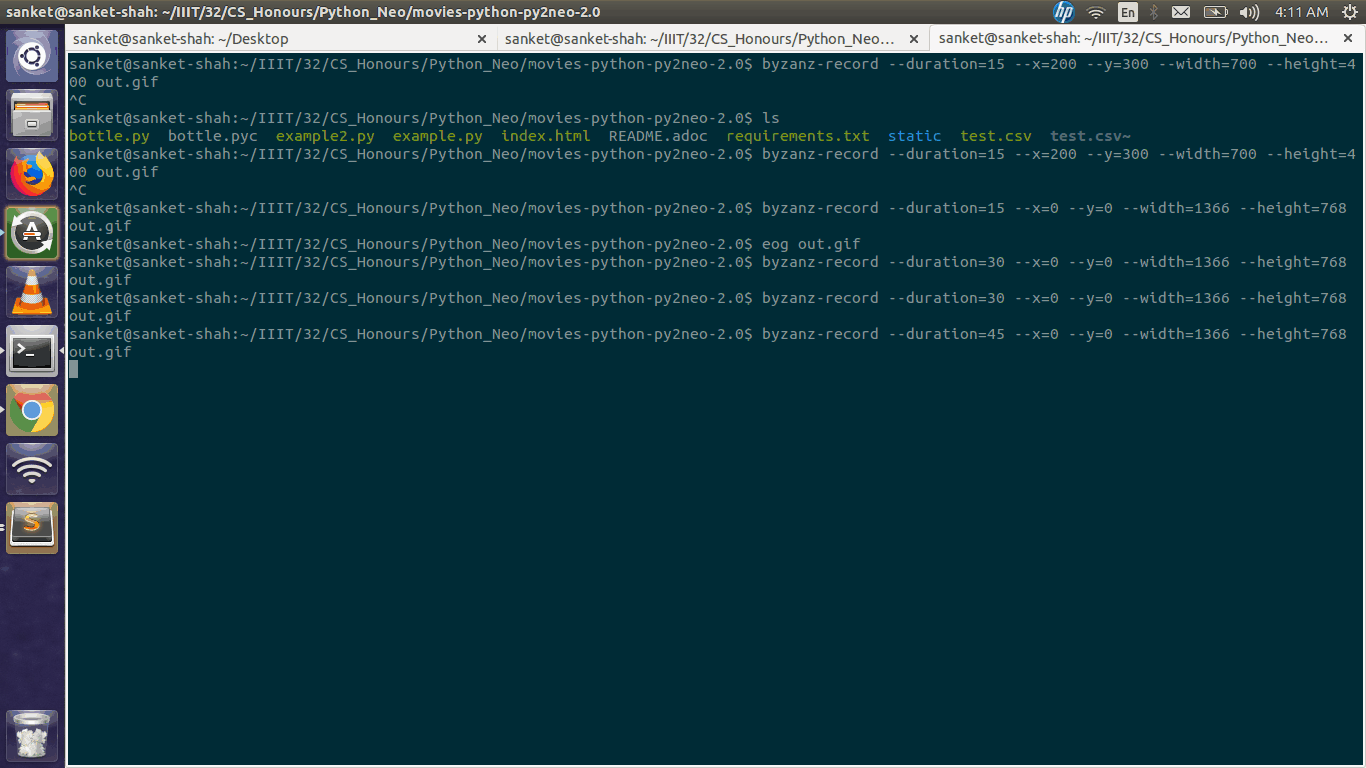 sanket@sanket-shah: ~/IIIT/32/CS_Honours/Python_Neo/movies-python-py2neo-2.0
hp
En
4:11 AM
sanket@sanket-shah: ~/Desktop
sanket@sanket-shah: ~/IIIT/32/CS_Honours/Python_Neo...
sanket@sanket-shah: ~/IIIT/32/CS_Honours/Python_Neo...
sanket@sanket-shah:~/IIIT/32/CS_Honours/Python_Neo/movies-python-py2neo-2.0$ byzanz-record --duration=15 --x=200 --y=300 --width=700 --height=4
00 out.gif
^C
sanket@sanket-shah:~/IIIT/32/CS_Honours/Python_Neo/movies-python-py2neo-2.0$ ls
bottle.py  bottle.pyc  example2.py  example.py  index.html  README.adoc  requirements.txt  static  test.csv  test.csv~
sanket@sanket-shah:~/IIIT/32/CS_Honours/Python_Neo/movies-python-py2neo-2.0$ byzanz-record --duration=15 --x=200 --y=300 --width=700 --height=4
00 out.gif
^C
sanket@sanket-shah:~/IIIT/32/CS_Honours/Python_Neo/movies-python-py2neo-2.0$ byzanz-record --duration=15 --x=0 --y=0 --width=1366 --height=768
out.gif
sanket@sanket-shah:~/IIIT/32/CS_Honours/Python_Neo/movies-python-py2neo-2.0$ eog out.gif
sanket@sanket-shah:~/IIIT/32/CS_Honours/Python_Neo/movies-python-py2neo-2.0$ byzanz-record --duration=30 --x=0 --y=0 --width=1366 --height=768
out.gif
sanket@sanket-shah:~/IIIT/32/CS_Honours/Python_Neo/movies-python-py2neo-2.0$ byzanz-record --duration=30 --x=0 --y=0 --width=1366 --height=768
out.gif
sanket@sanket-shah:~/IIIT/32/CS_Honours/Python_Neo/movies-python-py2neo-2.0$ byzanz-record --duration=45 --x=0 --y=0 --width=1366 --height=768
out.gif